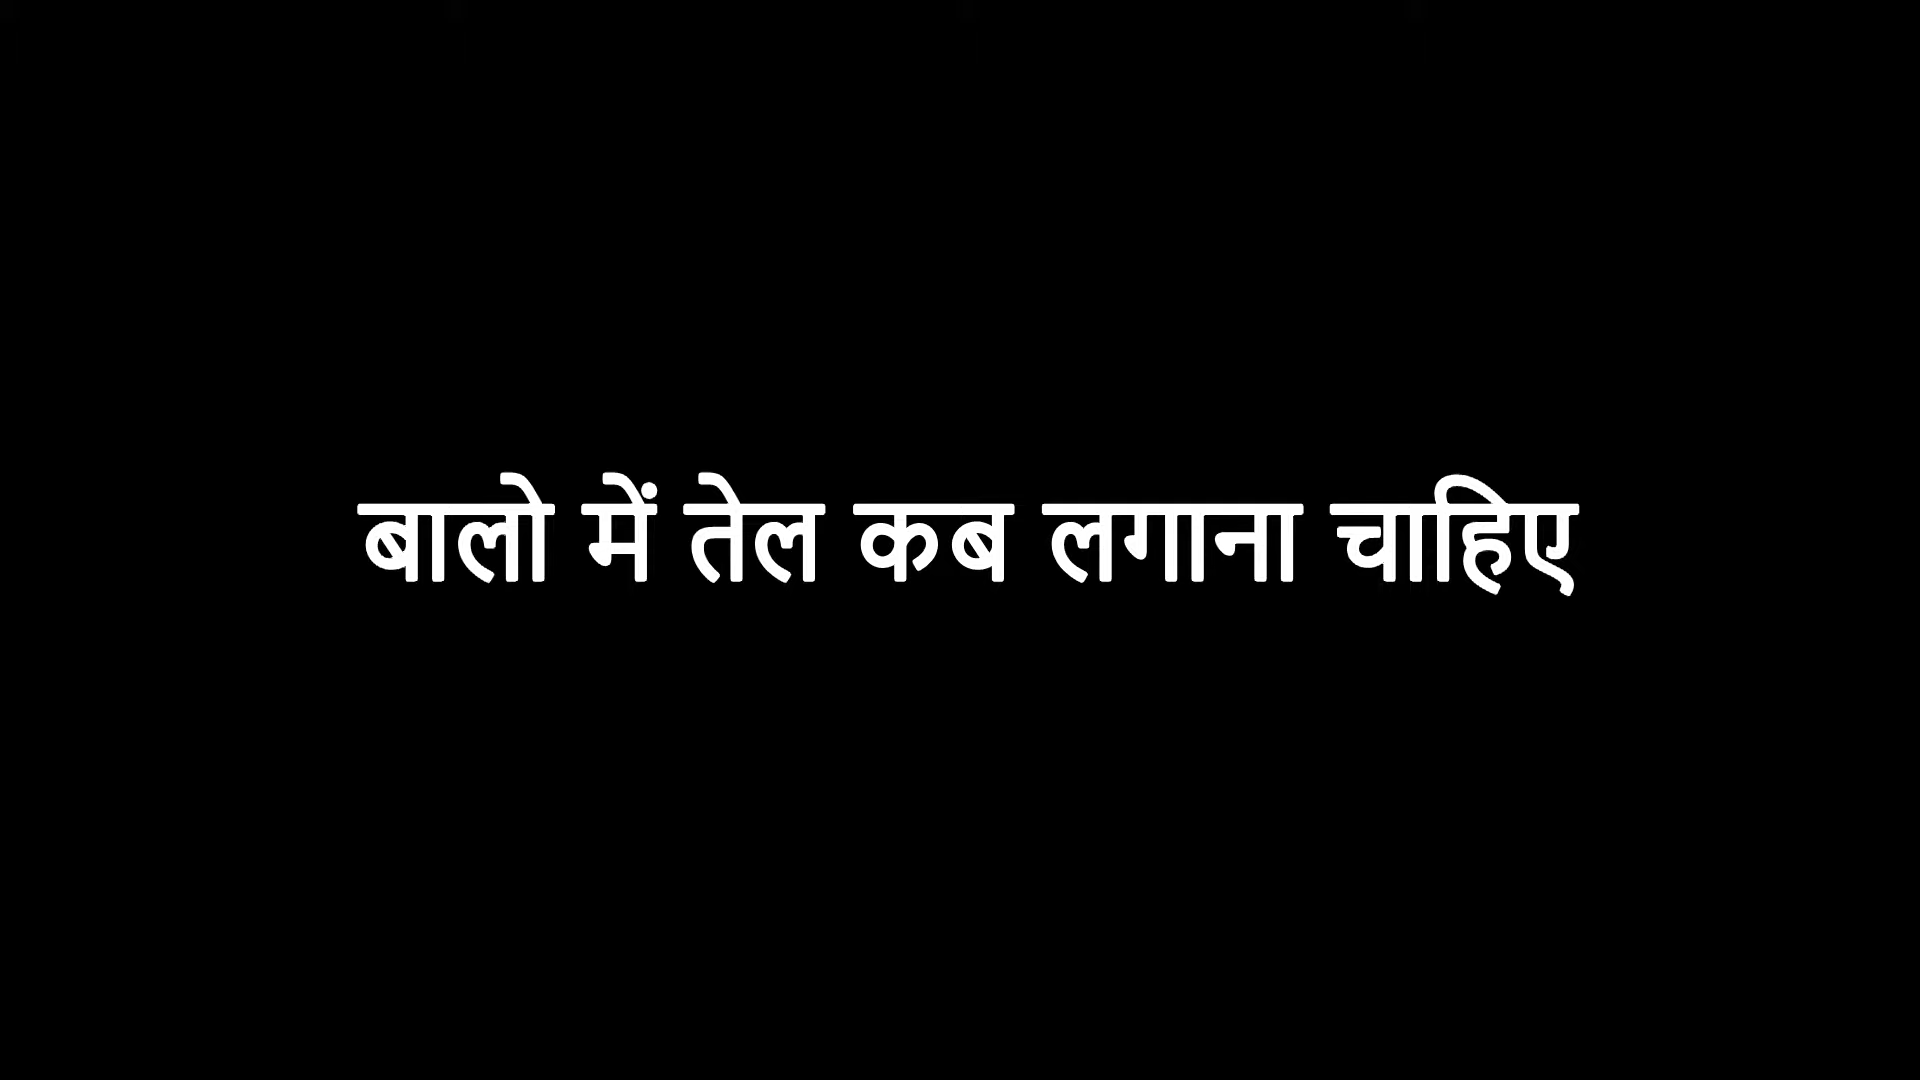 बालो में तेल कब लगाना चाहिए